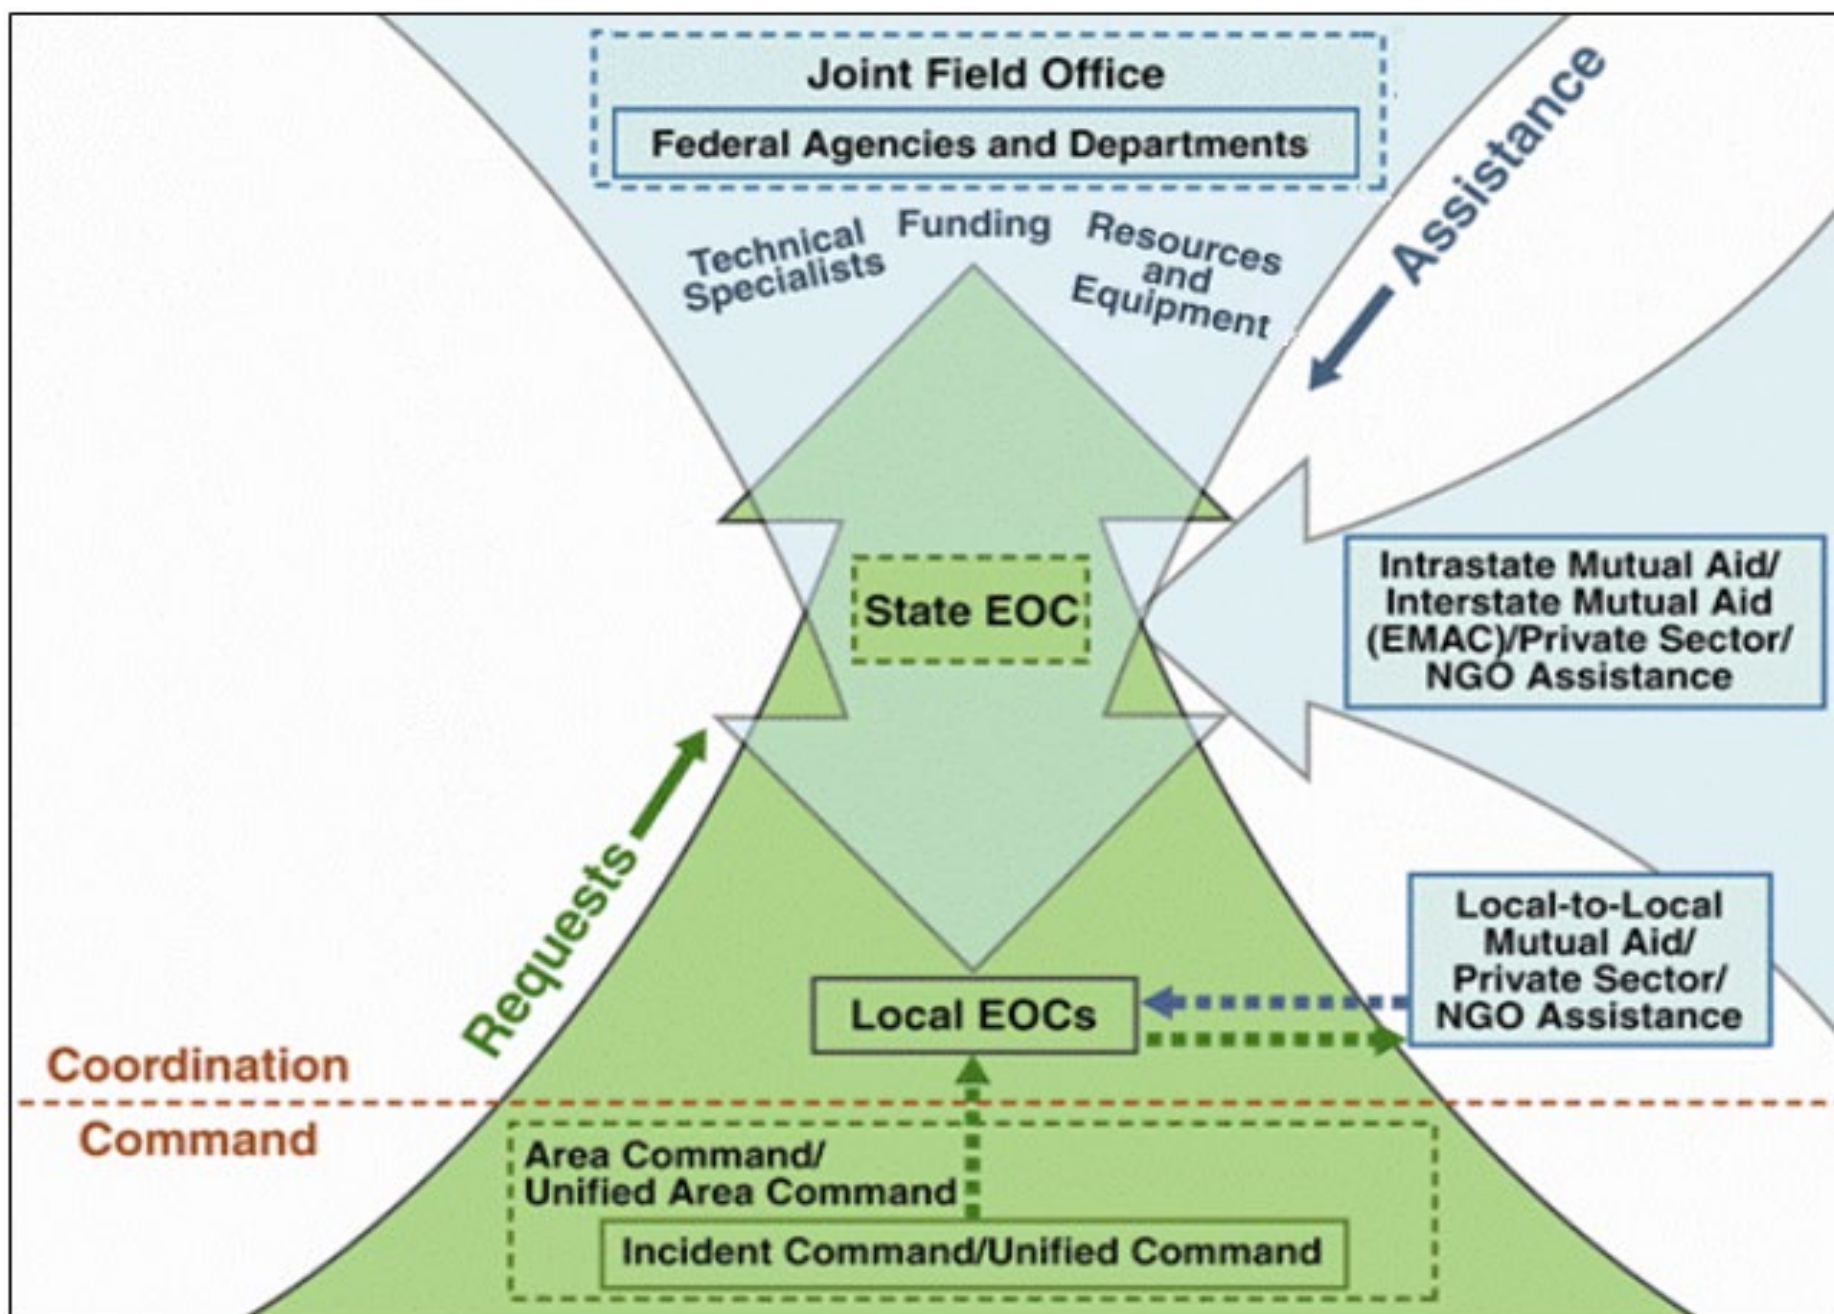 Joint Field Office
Federal Agencies and Departments
Technical
Specialists
Funding
Resources
and
Equipment
Assistance
State EOC
Intrastate Mutual Aid/
Interstate Mutual Aid
(EMAC)/Private Sector/
NGO Assistance
Requests
Local-to-Local
Mutual Aid/
Private Sector/
NGO Assistance
Local EOCs
Coordination
Command
Area Command/
Unified Area Command
Incident Command/Unified Command